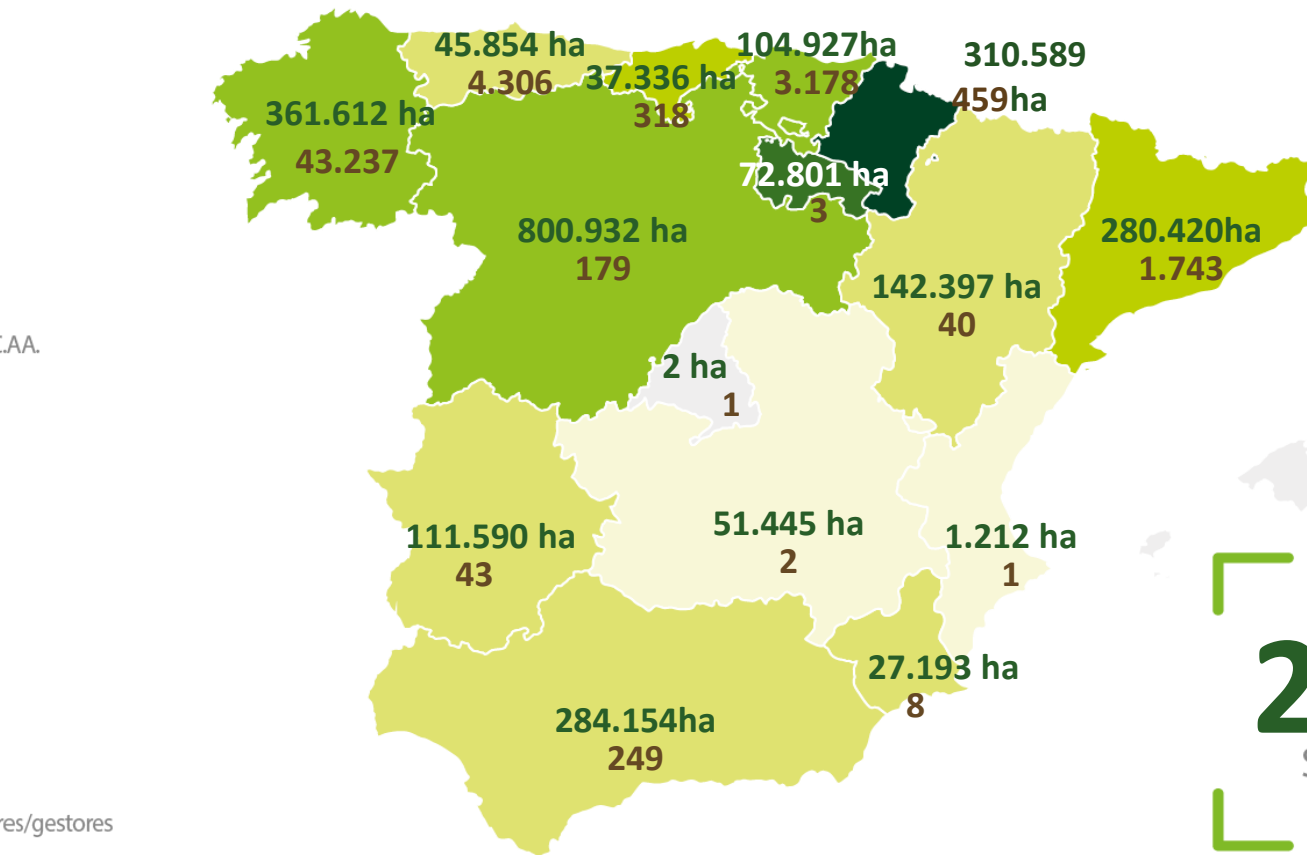 45.854 ha
4.306
37.336 ha
318
104.927ha
3.178
310.589
459ha
361.612 ha
43.237
72.801 ha
3
800.932 ha
179
280.420ha
1.743
142.397 ha
40
C.AA.
2 ha
1
111.590 ha
43
51.445 ha
2
1.212 ha
1
27.193 ha
8
284.154ha
249
2
res/gestores